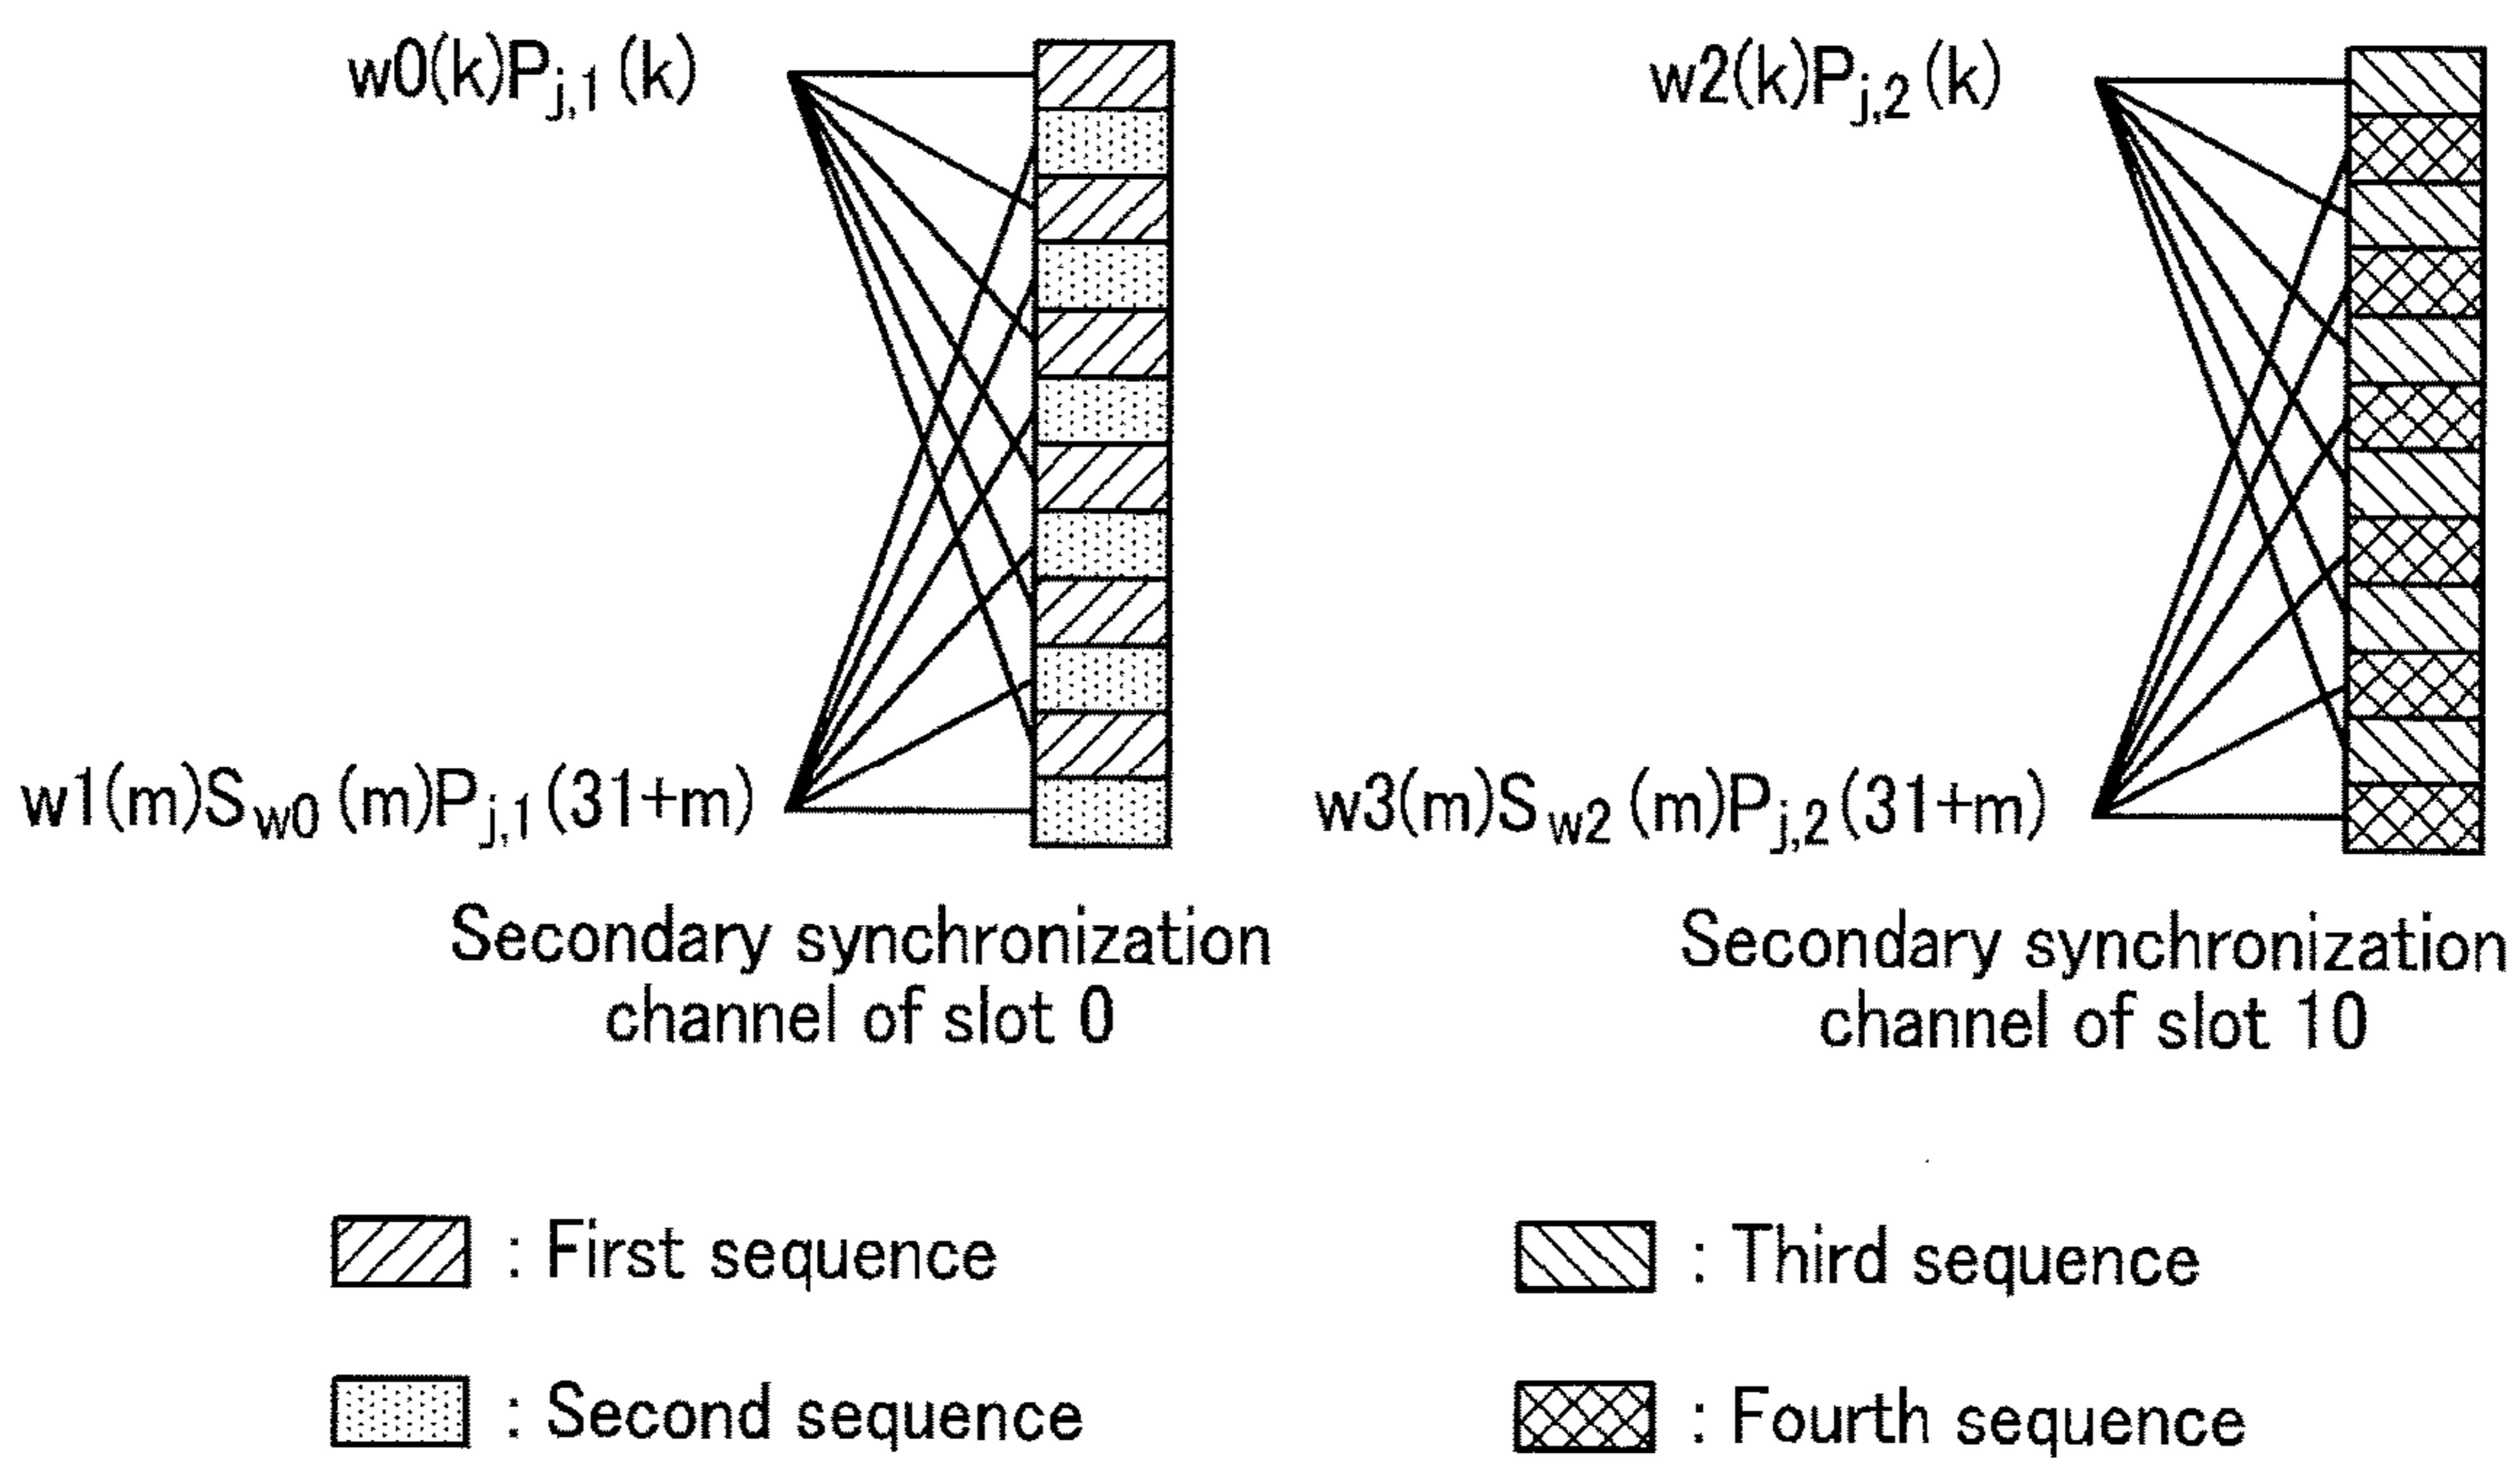 w0(k)Pj,1(k)
w1(m)Sw0(m)Pj,1(31+m)
Secondary synchronization
channel of slot 0
w2(k)Pj,2(k)
w3(m)Sw2(m)Pj,2(31+m)
Secondary synchronization
channel of slot 10
: First sequence
: Second sequence
: Third sequence
: Fourth sequence